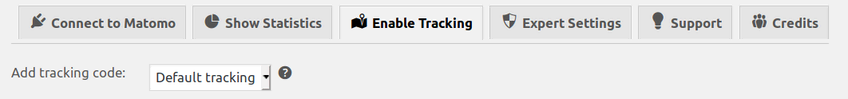 Connect to Matomo Show Statistics Enable Tracking Expert Settings Support Credits
Add tracking code: Default tracking